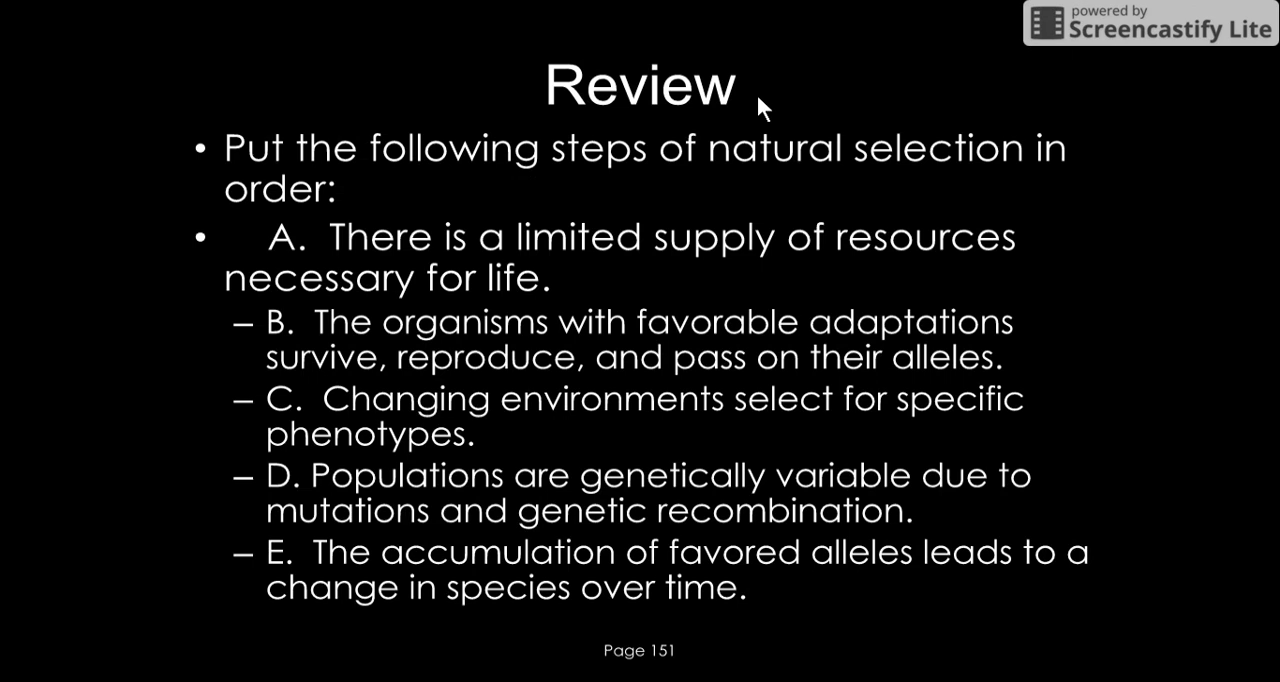 powered by
Screencastify Lite
Review
• Put the following steps of natural selection in
order:
• A. There is a limited supply of resources
necessary for life.
– B. The organisms with favorable adaptations
survive, reproduce, and pass on their alleles.
– C. Changing environments select for specific
phenotypes.
– D. Populations are genetically variable due to
mutations and genetic recombination.
– E. The accumulation of favored alleles leads to a
change in species over time.
Page 151